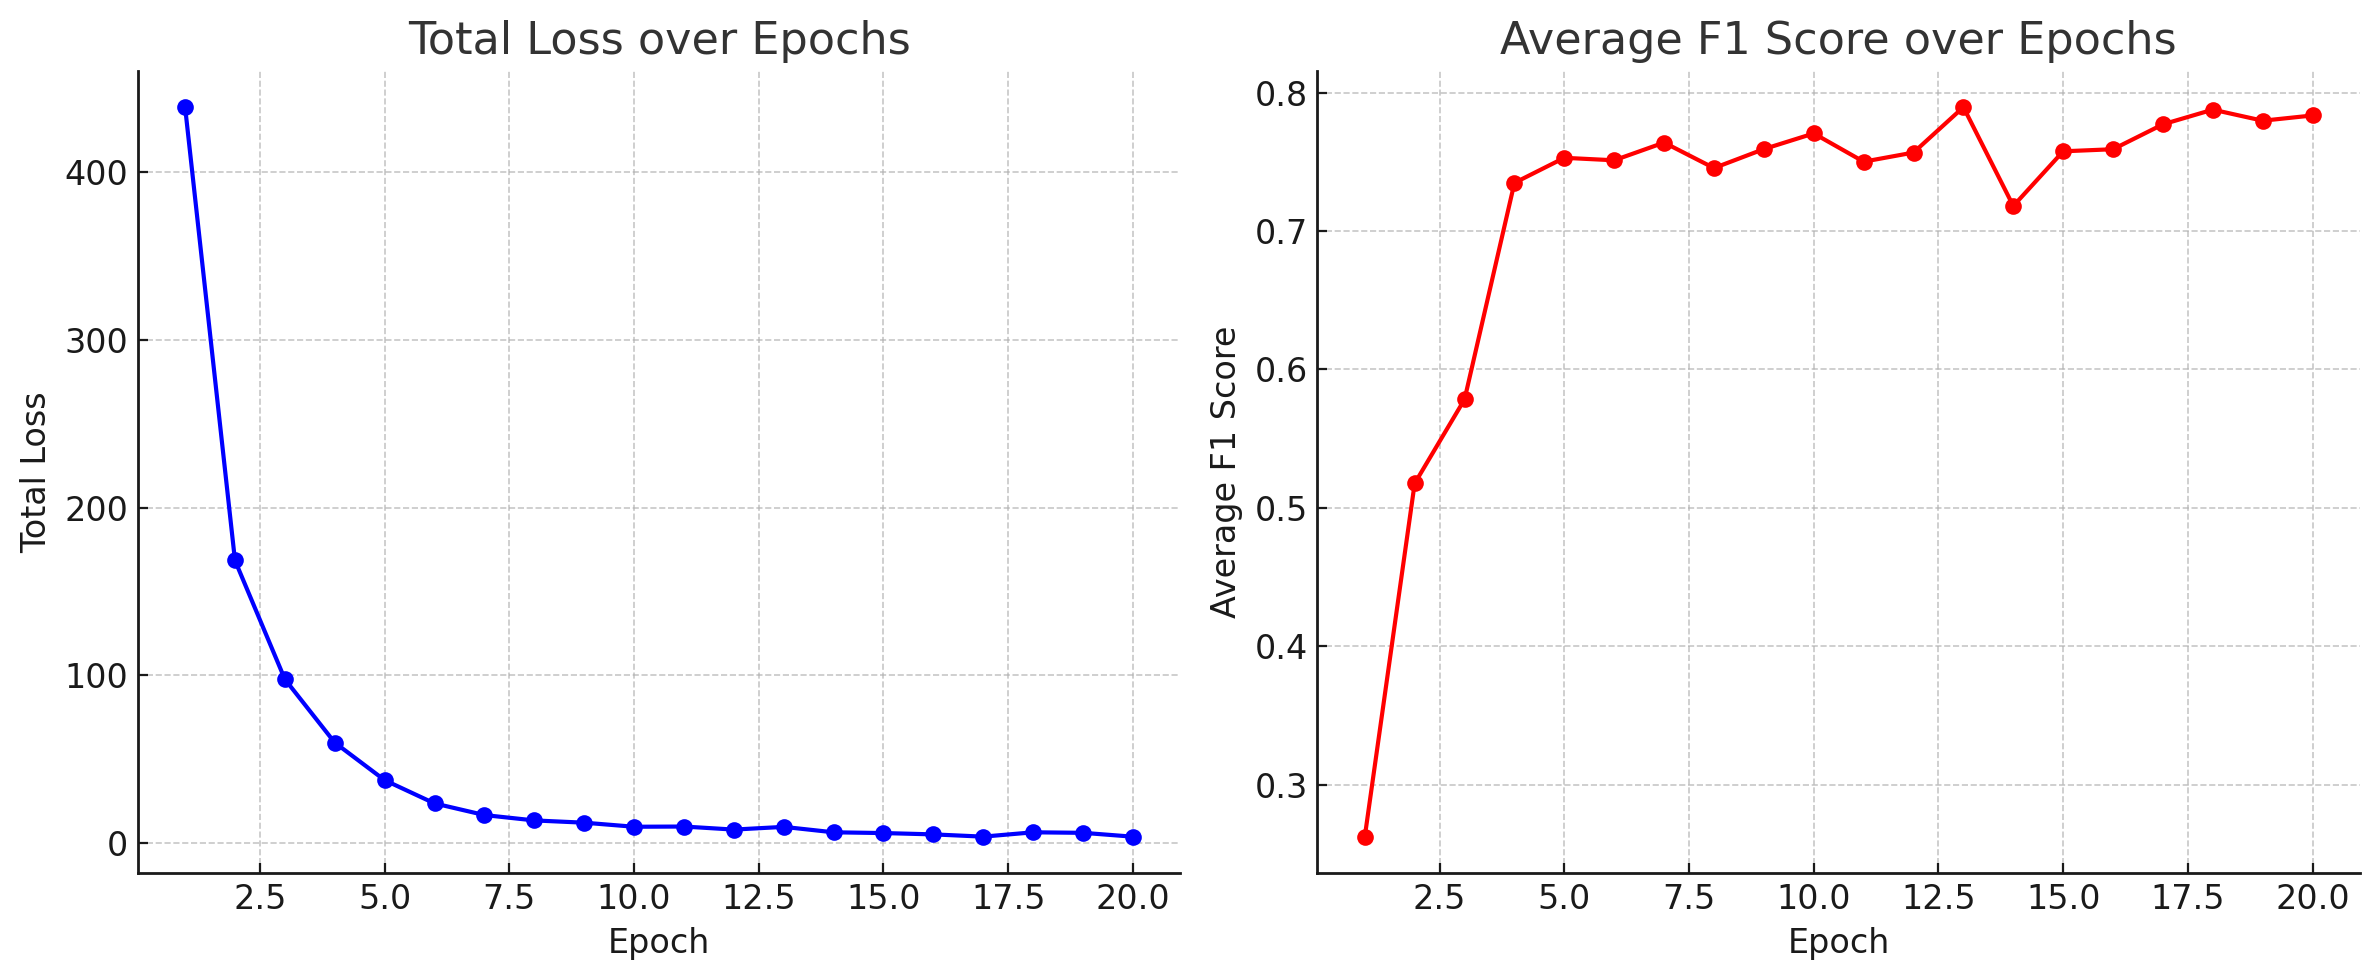 Total Loss over Epochs
Total Loss
400
300
200
100
0
2.5 5.0 7.5 10.0 12.5 15.0 17.5 20.0
Epoch
Average F1 Score over Epochs
Average F1 Score
0.8
0.7
0.6
0.5
0.4
0.3
2.5 5.0 7.5 10.0 12.5 15.0 17.5 20.0
Epoch